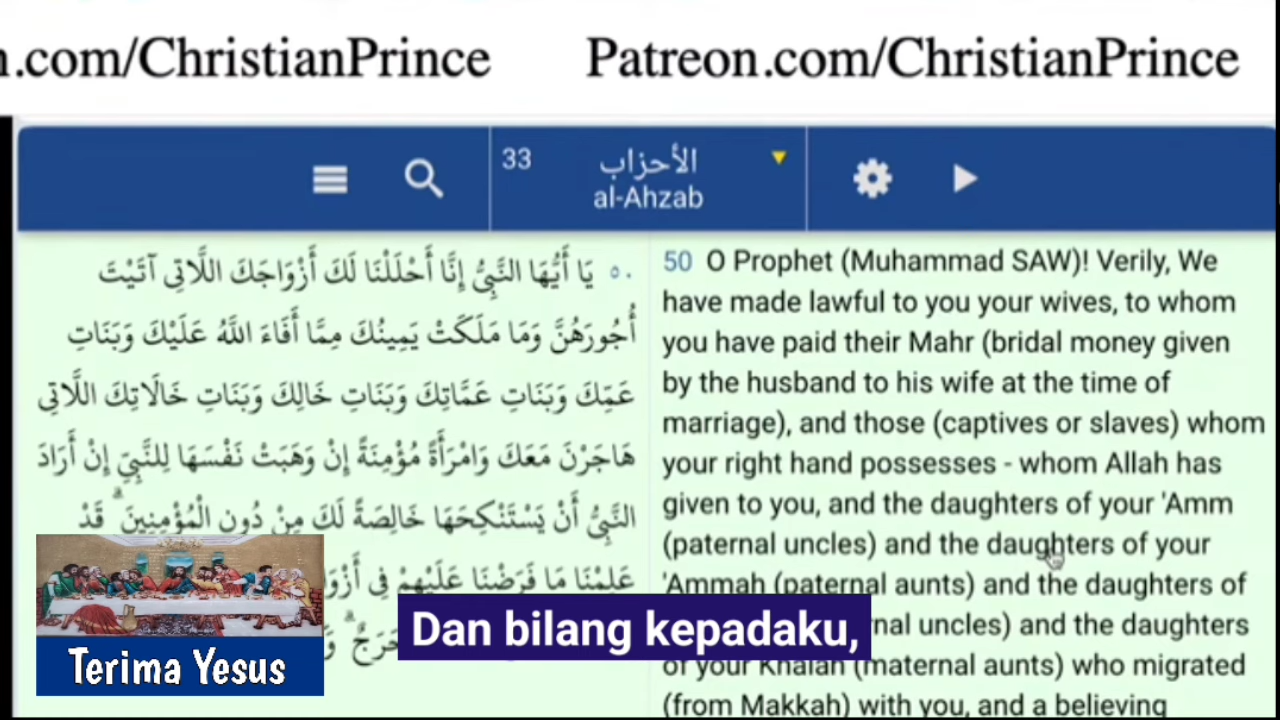 n.com/ChristianPrince
Patreon.com/ChristianPrince
33
الأحزاب
al-Ahzab
٥٠ يَا أَيُّهَا النَّبِيُّ إِنَّا أَحْلَلْنَا لَكَ أَزْوَاجَكَ اللَّاتِي آتَيْتَ
أُجُورَهُنَّ وَمَا مَلَكَتْ يَمِينُكَ مِمَّا أَفَاءَ اللَّهُ عَلَيْكَ وَبَنَاتِ
عَمِّكَ وَبَنَاتِ عَمَّاتِكَ وَبَنَاتِ خَالِكَ وَبَنَاتِ خَالَاتِكَ اللَّاتِي
هَاجَرْنَ مَعَكَ وَامْرَأَةً مُؤْمِنَةً إِنْ وَهَبَتْ نَفْسَهَا لِلنَّبِيِّ إِنْ أَرَادَ
النَّبِيُّ أَنْ يَسْتَنْكِحَهَا خَالِصَةً لَكَ مِنْ دُونِ الْمُؤْمِنِينَ ۗ قَدْ
عَلِمْنَا مَا فَرَضْنَا عَلَيْهِمْ فِي
حَرَجٌ ۗ
50 O Prophet (Muhammad SAW)! Verily, We
have made lawful to you your wives, to whom
you have paid their Mahr (bridal money given
by the husband to his wife at the time of
marriage), and those (captives or slaves) whom
your right hand possesses - whom Allah has
given to you, and the daughters of your 'Amm
(paternal uncles) and the daughters of your
'Ammah (paternal aunts) and the daughters of
uncles) and the daughters
of your Khalah (maternal aunts) who migrated
(from Makkah) with you, and a believing
Dan bilang kepadaku,
Terima Yesus